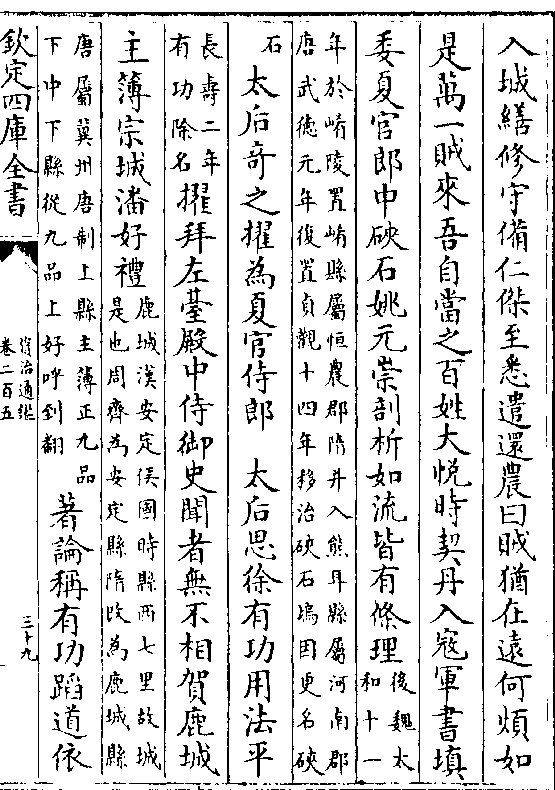 入城繕修守備仁傑至悉遣還農曰賊猶在遠何煩如
是萬一賊來吾自當之百姓大悦時契丹入寇軍書填
委夏官郎中硤石姚元崇剖析如流皆有條理
後魏太
和十一
年於崤陵置崤縣屬恒農郡隋并入熊耳縣屬河南郡
唐武德元年復置貞觀十四年移治硤石塢因更名硤
石
太后奇之擢為夏官侍郎 太后思徐有功用法平
長壽二年
有功除名
擢拜左臺殿中侍御史聞者無不相賀鹿城
主簿宗城潘好禮
鹿城漢安定侯國時縣西七里故城
是也周齊為安定縣隋改為鹿城縣
唐屬冀州唐制上縣主簿正九品
下中下縣從九品上好呼到翻
著論稱有功蹈道依
欽定四庫全書
資治通鑑
卷二百五
三十九